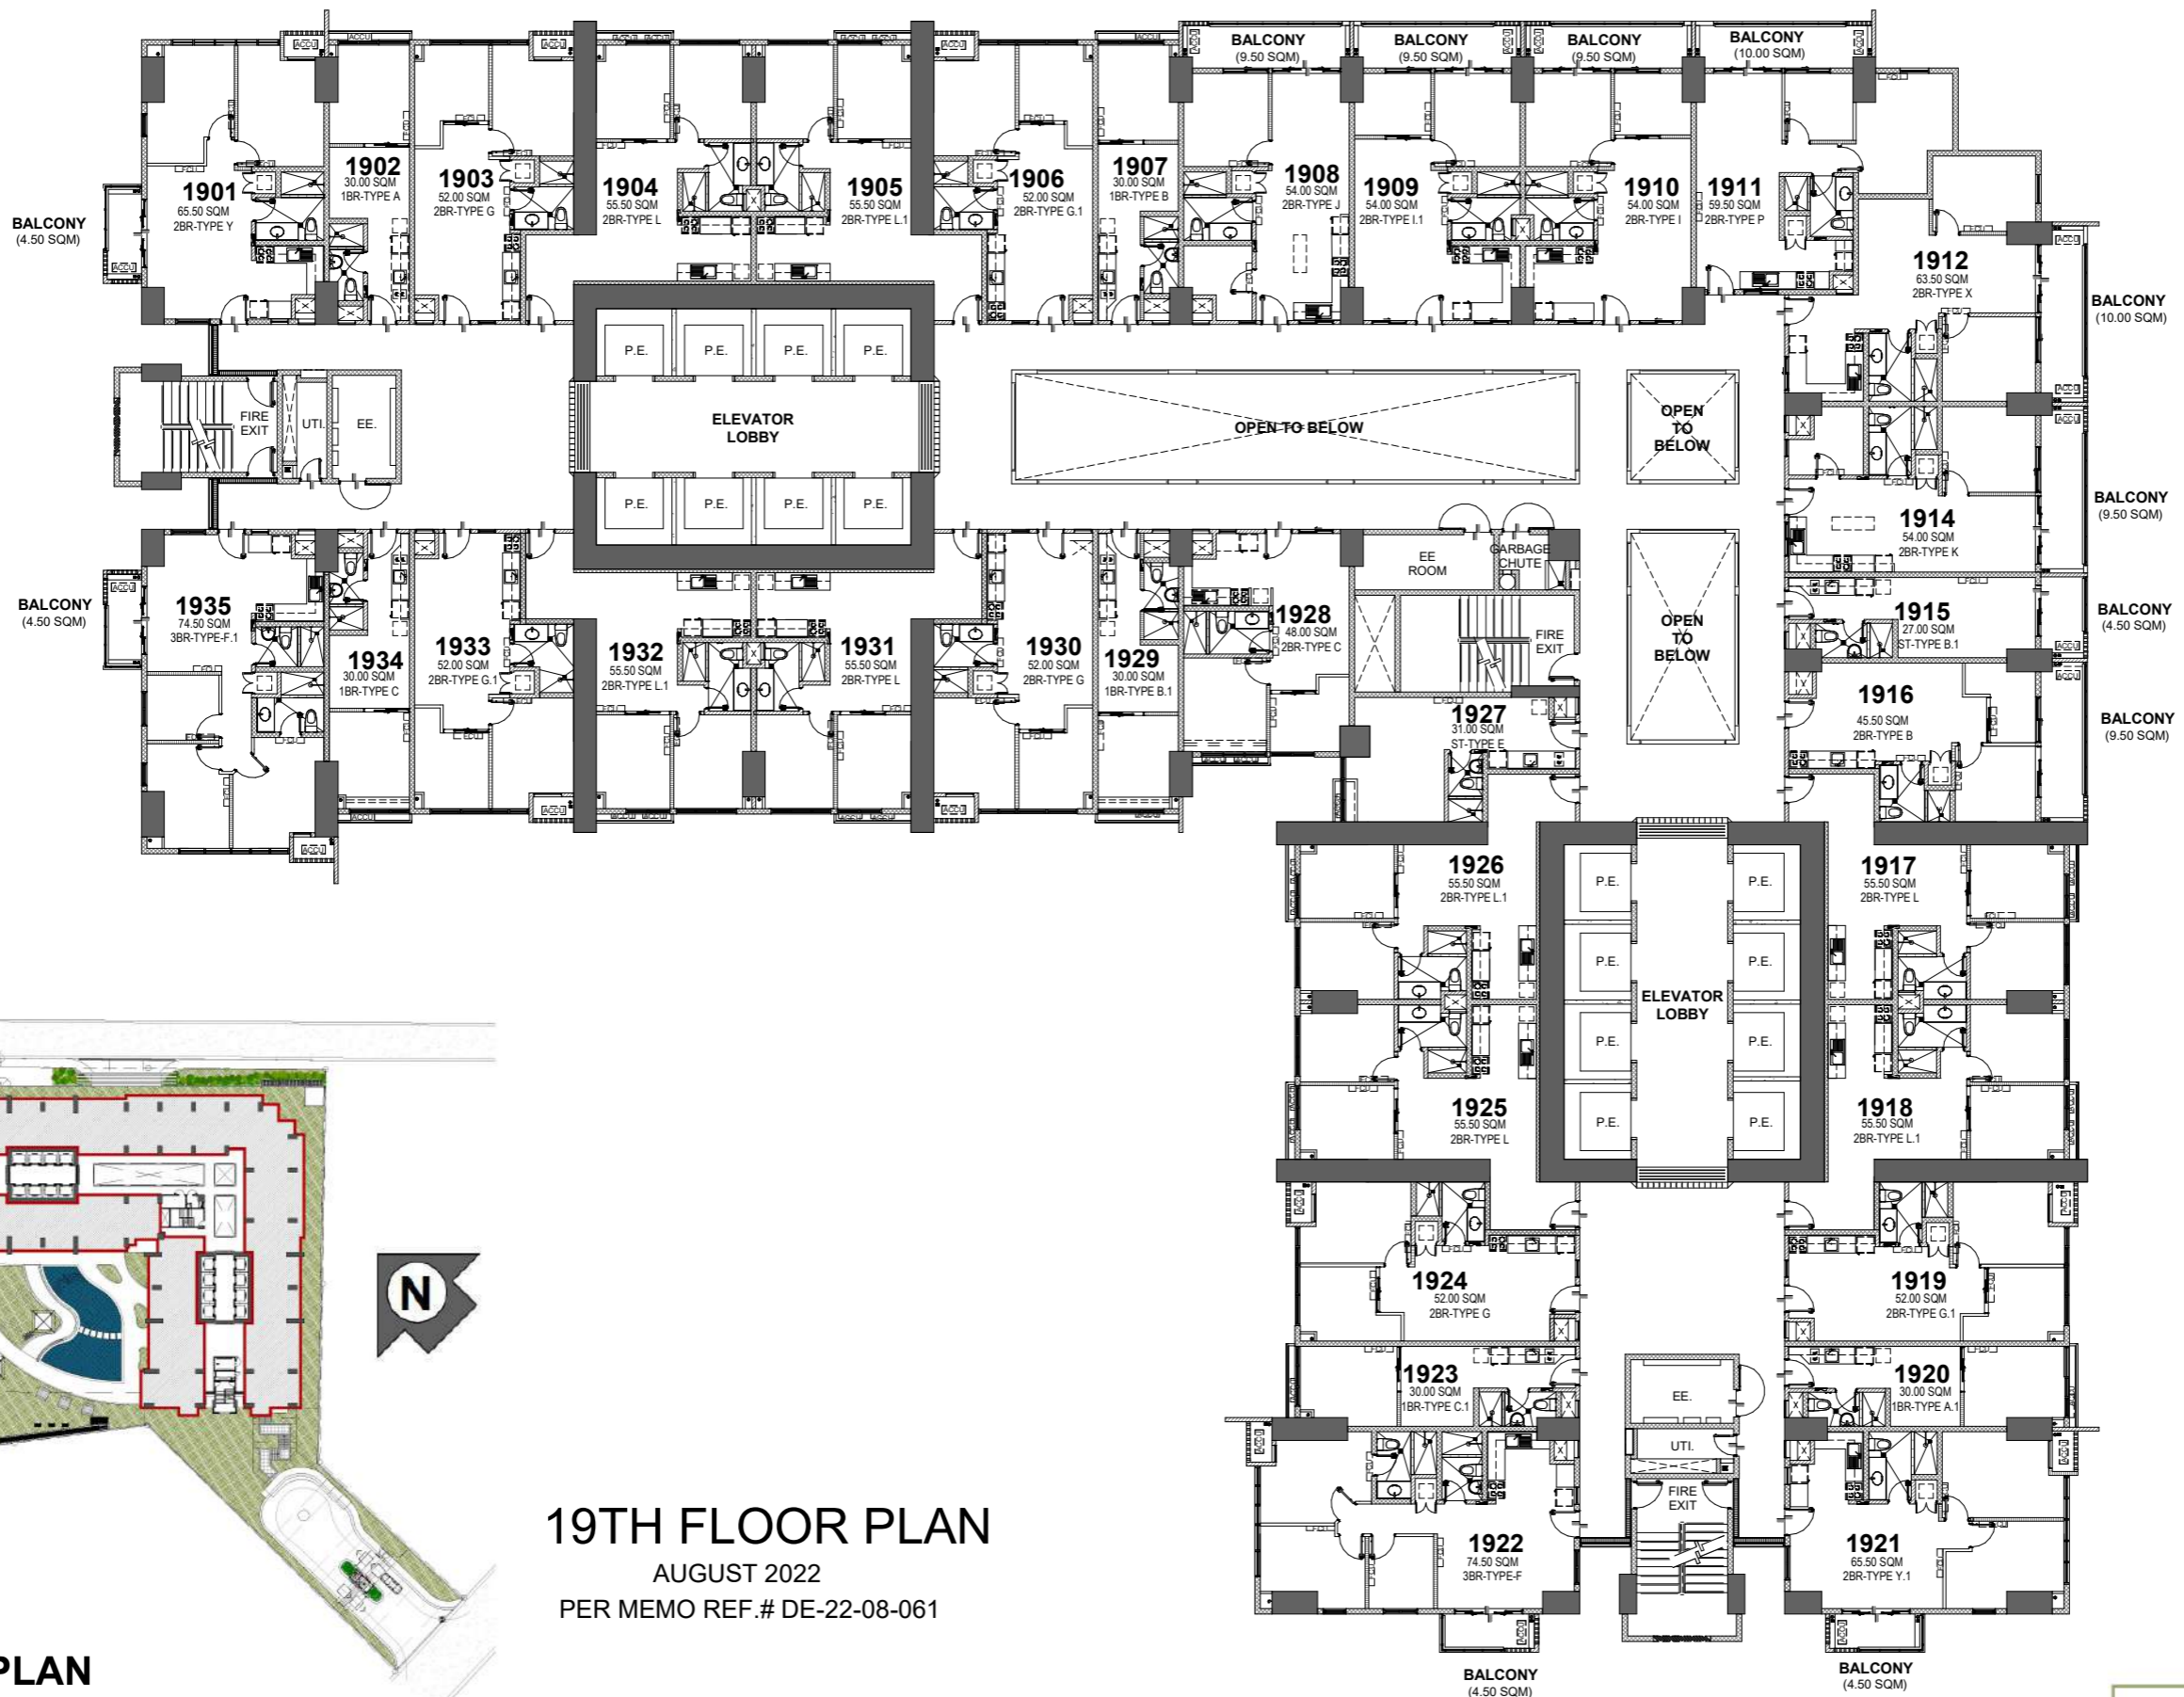 BALCONY
(9.50 SQM)
BALCONY
(9.50 SQM)
BALCONY
(9.50 SQM)
BALCONY
(10.00 SQM)
1901
65.50 SQM
2BR-TYPE Y
1902
30.00 SQM
1BR-TYPE A
1903
52.00 SQM
2BR-TYPE G
1904
55.50 SQM
2BR-TYPE L
1905
55.50 SQM
2BR-TYPE L.1
1906
52.00 SQM
2BR-TYPE G.1
1907
30.00 SQM
1BR-TYPE B
1908
54.00 SQM
2BR-TYPE J
1909
54.00 SQM
2BR-TYPE I.1
1910
54.00 SQM
2BR-TYPE I
1911
59.50 SQM
2BR-TYPE P
BALCONY
(4.50 SQM)
ACCU
1912
63.50 SQM
2BR-TYPE X
BALCONY
(10.00 SQM)
P.E.
P.E.
P.E.
P.E.
FIRE
EXIT
UTI.
EE.
ELEVATOR
LOBBY
OPEN TO BELOW
OPEN
TO
BELOW
P.E.
P.E.
P.E.
P.E.
BALCONY
(9.50 SQM)
1914
54.00 SQM
2BR-TYPE K
EE
ROOM
GARBAGE
CHUTE
BALCONY
(4.50 SQM)
1935
74.50 SQM
3BR-TYPE-F.1
1934
30.00 SQM
1BR-TYPE C
1933
52.00 SQM
2BR-TYPE G.1
1932
55.50 SQM
2BR-TYPE L.1
1931
55.50 SQM
2BR-TYPE L
1930
52.00 SQM
2BR-TYPE G
1929
30.00 SQM
1BR-TYPE B.1
1928
48.00 SQM
2BR-TYPE C
FIRE
EXIT
OPEN
TO
BELOW
1915
27.00 SQM
ST-TYPE B.1
BALCONY
(4.50 SQM)
1927
31.00 SQM
ST-TYPE E
1916
45.50 SQM
2BR-TYPE B
BALCONY
(9.50 SQM)
1926
55.50 SQM
2BR-TYPE L.1
P.E.
P.E.
1917
55.50 SQM
2BR-TYPE L
P.E.
P.E.
ELEVATOR
LOBBY
P.E.
P.E.
1925
55.50 SQM
2BR-TYPE L
P.E.
P.E.
1918
55.50 SQM
2BR-TYPE L.1
1924
52.00 SQM
2BR-TYPE G
1919
52.00 SQM
2BR-TYPE G.1
1923
30.00 SQM
1BR-TYPE C.1
EE.
1920
30.00 SQM
1BR-TYPE A.1
UTI.
FIRE
EXIT
1922
74.50 SQM
3BR-TYPE-F
1921
65.50 SQM
2BR-TYPE Y.1
BALCONY
(4.50 SQM)
BALCONY
(4.50 SQM)
N
19TH FLOOR PLAN
AUGUST 2022
PER MEMO REF.# DE-22-08-061
PLAN